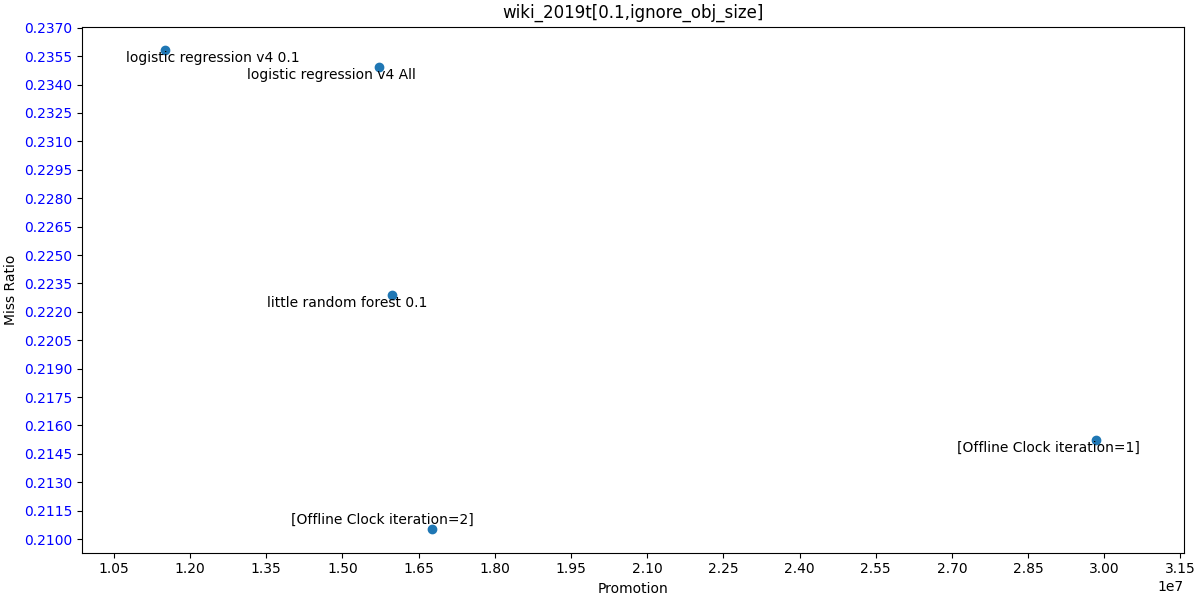 wiki_2019t[0.1,ignore_obj_size]
Miss Ratio
0.2370
0.2355
0.2340
0.2325
0.2310
0.2295
0.2280
0.2265
0.2250
0.2235
0.2220
0.2205
0.2190
0.2175
0.2160
0.2145
0.2130
0.2115
0.2100
logistic regression v4 0.1
logistic regression v4 All
little random forest 0.1
[Offline Clock iteration=1]
[Offline Clock iteration=2]
1.05 1.20 1.35 1.50 1.65 1.80 1.95 2.10 2.25 2.40 2.55 2.70 2.85 3.00 3.15
1e7
Promotion